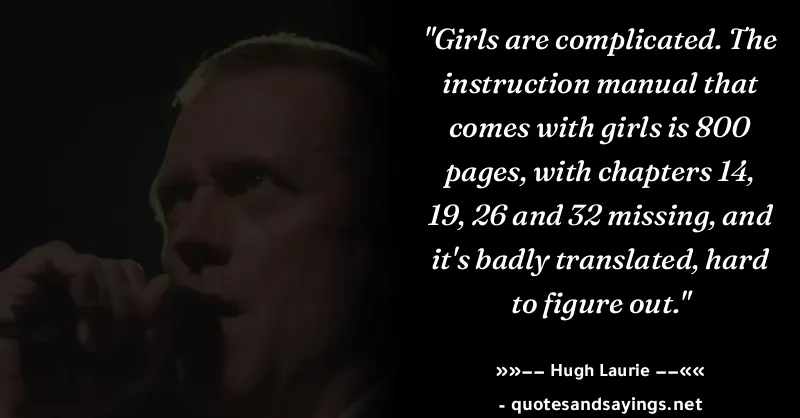 "Girls are complicated. The
instruction manual that
comes with girls is 800
pages, with chapters 14,
19, 26 and 32 missing, and
it's badly translated, hard
to figure out."
»»−− Hugh Laurie −−««
- quotesandsayings.net